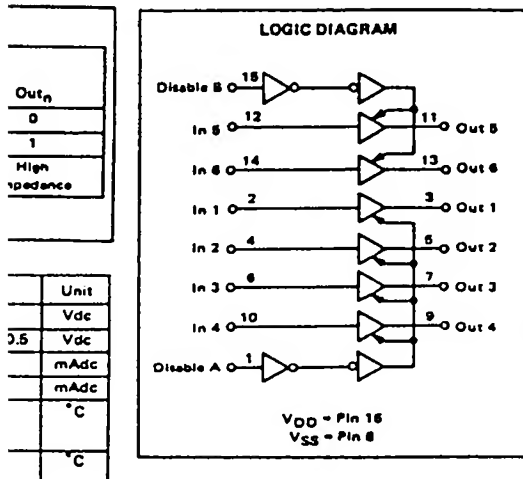 Outn
0
1
High
mpedance
Unit
Vdc
0.5 Vdc
mAdc
mAdc
°C
°C
LOGIC DIAGRAM
Disable B 15
In 5 12 11 Out 5
In 6 14 13 Out 6
In 1 2 3 Out 1
In 2 4 5 Out 2
In 3 6 7 Out 3
In 4 10 9 Out 4
Disable A 1
VDD = Pin 16
VSS = Pin 8